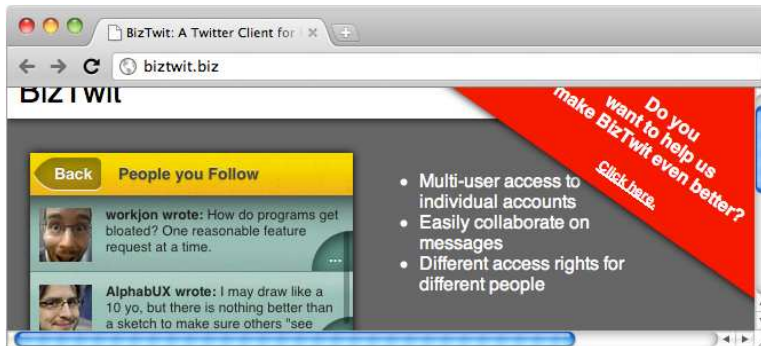 BizTwit: A Twitter Client for
biztwit.biz
BizTwit
Do you
want to help us
make BizTwit even better?
Click here.
Back People you Follow
workjon wrote: How do programs get
bloated? One reasonable feature
request at a time.
...
AlphabUX wrote: I may draw like a
10 yo, but there is nothing better than
a sketch to make sure others "see
• Multi-user access to
individual accounts
• Easily collaborate on
messages
• Different access rights for
different people